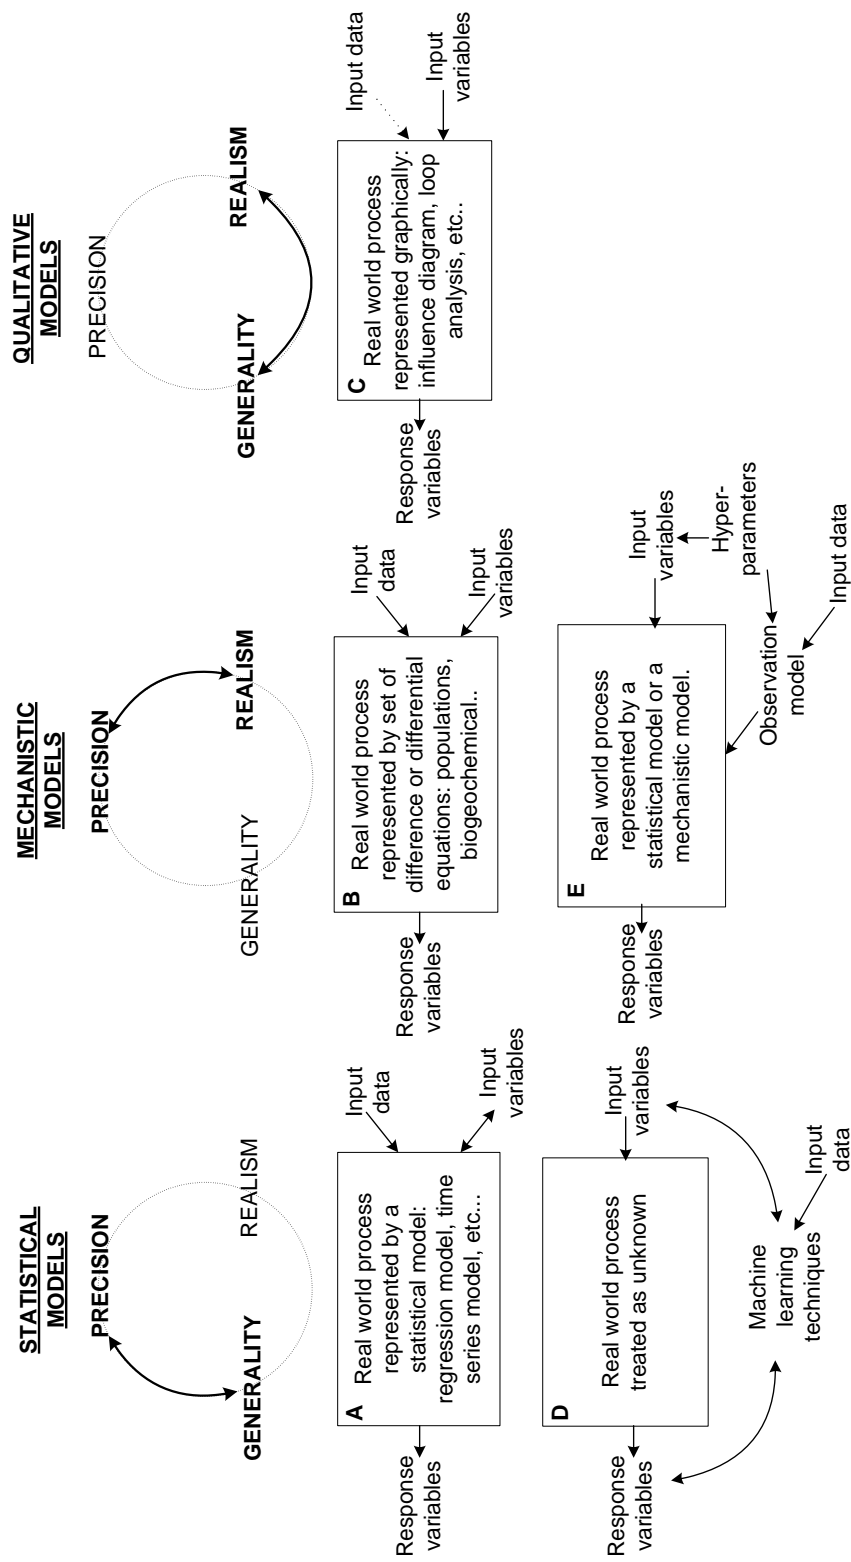 STATISTICAL
MODELS
PRECISION
GENERALITY
REALISM
MECHANISTIC
MODELS
PRECISION
GENERALITY
REALISM
QUALITATIVE
MODELS
PRECISION
GENERALITY
REALISM
A
Real world process
represented by a
statistical model:
regression model, time
series model, etc...
Response
variables
Input
data
Input
variables
B
Real world process
represented by set of
difference or differential
equations: populations,
biogeochemical..
Response
variables
Input
data
Input
variables
C
Real world process
represented graphically:
influence diagram, loop
analysis, etc..
Response
variables
Input data
Input
variables
D
Real world process
treated as unknown
Response
variables
Input
variables
Machine
learning
techniques
Input
data
E
Real world process
represented by a
statistical model or a
mechanistic model.
Response
variables
Input
variables
Hyper-
parameters
Observation
model
Input data